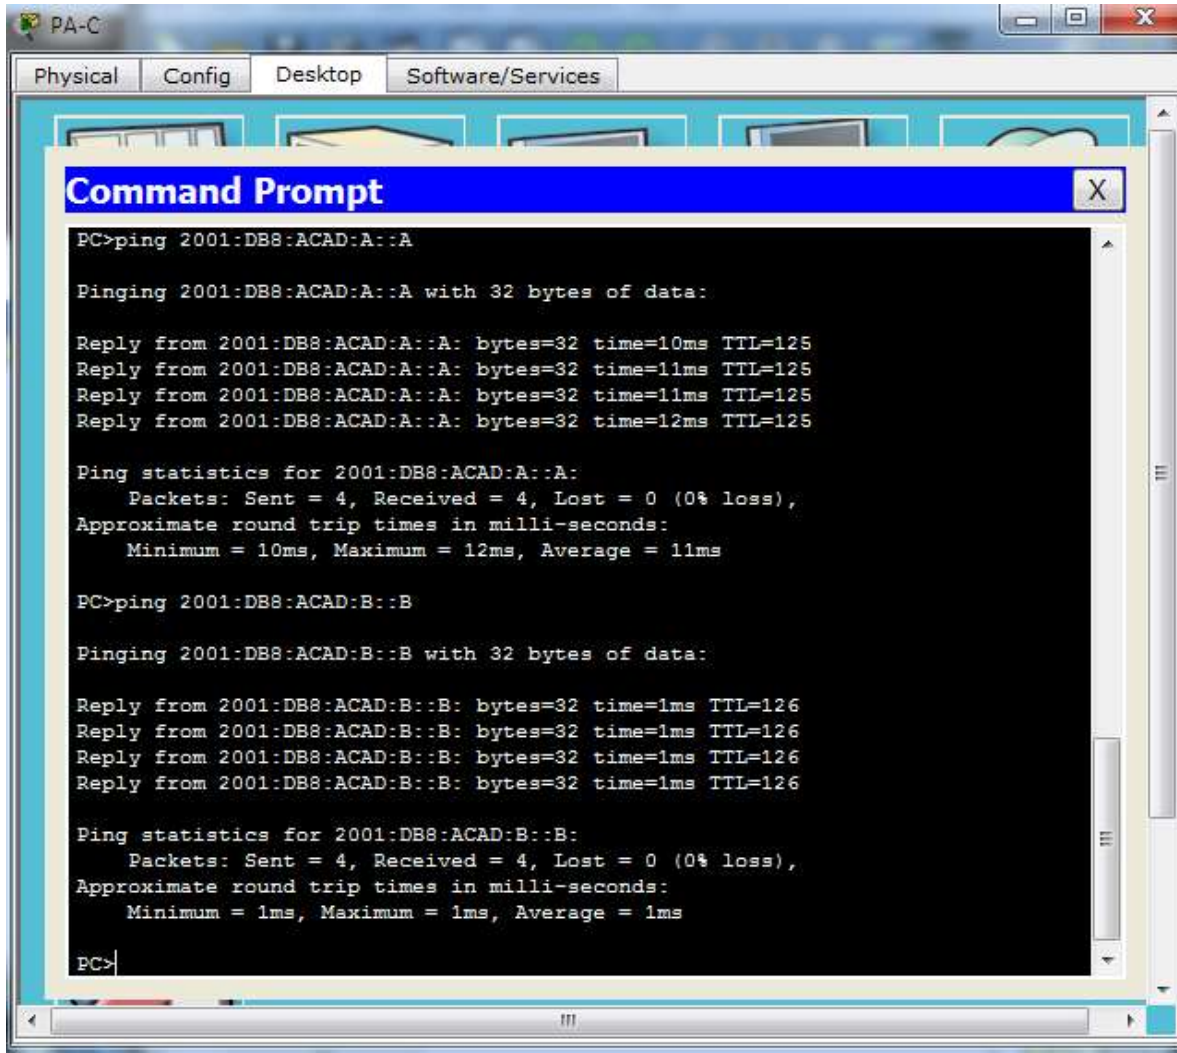 PA-C
Physical Config Desktop Software/Services
Command Prompt X
PC>ping 2001:DB8:ACAD:A::A
Pinging 2001:DB8:ACAD:A::A with 32 bytes of data:
Reply from 2001:DB8:ACAD:A::A: bytes=32 time=10ms TTL=125
Reply from 2001:DB8:ACAD:A::A: bytes=32 time=11ms TTL=125
Reply from 2001:DB8:ACAD:A::A: bytes=32 time=11ms TTL=125
Reply from 2001:DB8:ACAD:A::A: bytes=32 time=12ms TTL=125
Ping statistics for 2001:DB8:ACAD:A::A:
Packets: Sent = 4, Received = 4, Lost = 0 (0% loss),
Approximate round trip times in milli-seconds:
Minimum = 10ms, Maximum = 12ms, Average = 11ms
PC>ping 2001:DB8:ACAD:B::B
Pinging 2001:DB8:ACAD:B::B with 32 bytes of data:
Reply from 2001:DB8:ACAD:B::B: bytes=32 time=1ms TTL=126
Reply from 2001:DB8:ACAD:B::B: bytes=32 time=1ms TTL=126
Reply from 2001:DB8:ACAD:B::B: bytes=32 time=1ms TTL=126
Reply from 2001:DB8:ACAD:B::B: bytes=32 time=1ms TTL=126
Ping statistics for 2001:DB8:ACAD:B::B:
Packets: Sent = 4, Received = 4, Lost = 0 (0% loss),
Approximate round trip times in milli-seconds:
Minimum = 1ms, Maximum = 1ms, Average = 1ms
PC>